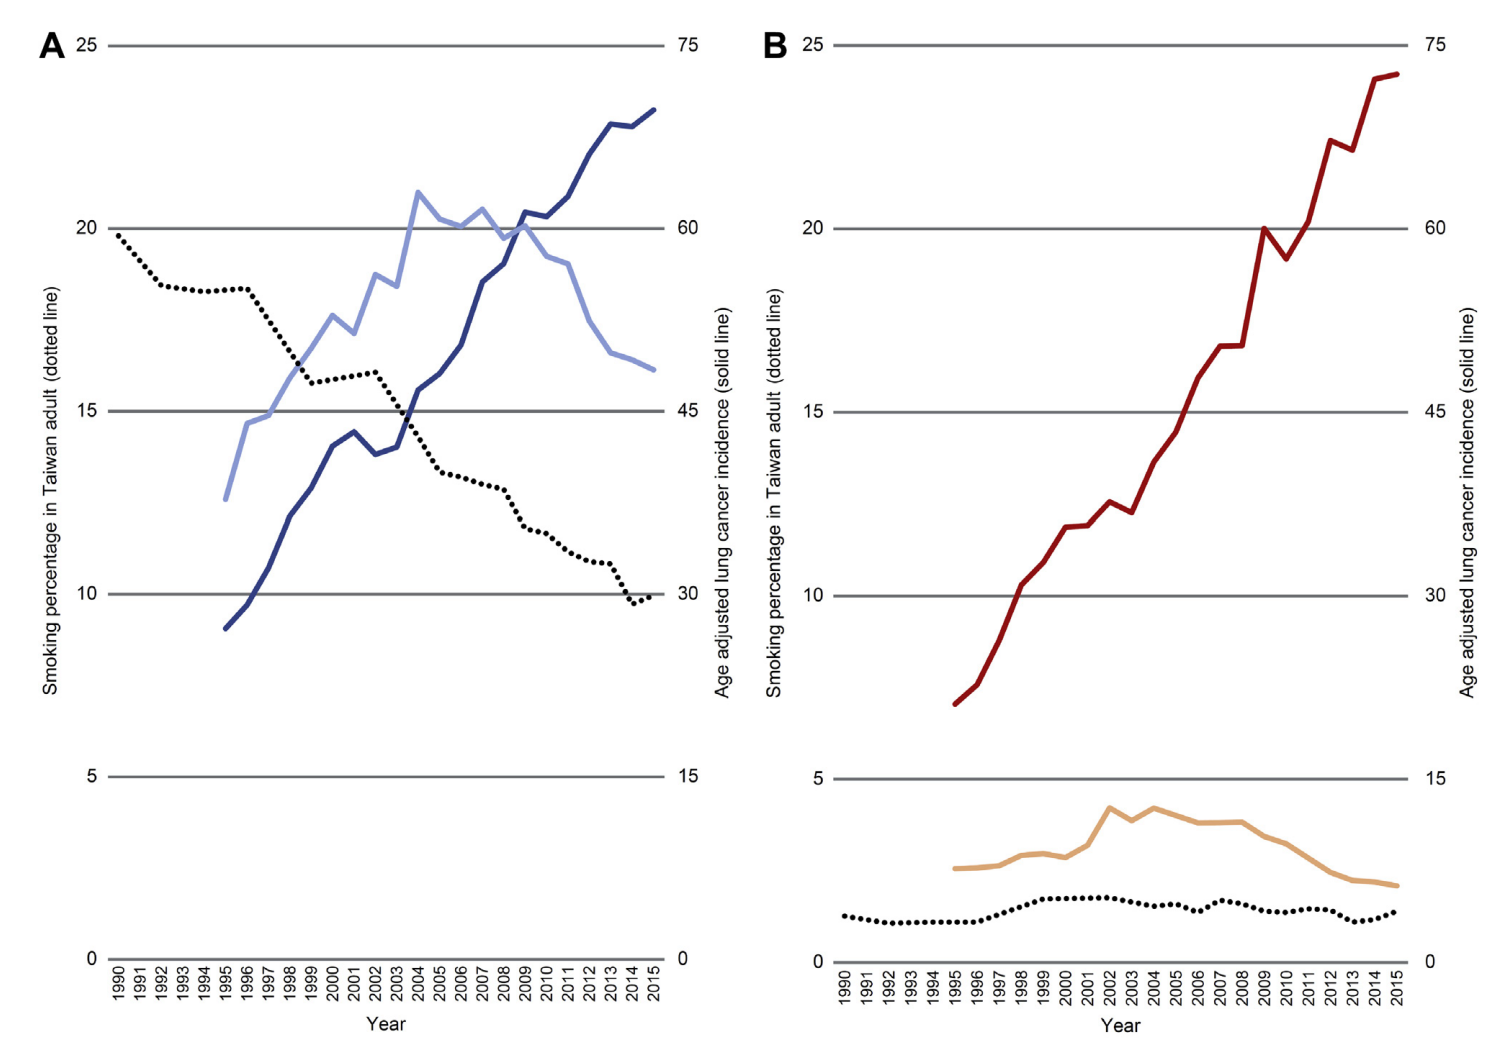 A
25
20
15
10
5
0
75
60
45
30
15
0
Smoking percentage in Taiwan adult (dotted line)
Age adjusted lung cancer incidence (solid line)
1990 1991 1992 1993 1994 1995 1996 1997 1998 1999 2000 2001 2002 2003 2004 2005 2006 2007 2008 2009 2010 2011 2012 2013 2014 2015
Year
B
25
20
15
10
5
0
75
60
45
30
15
0
Smoking percentage in Taiwan adult (dotted line)
Age adjusted lung cancer incidence (solid line)
1990 1991 1992 1993 1994 1995 1996 1997 1998 1999 2000 2001 2002 2003 2004 2005 2006 2007 2008 2009 2010 2011 2012 2013 2014 2015
Year